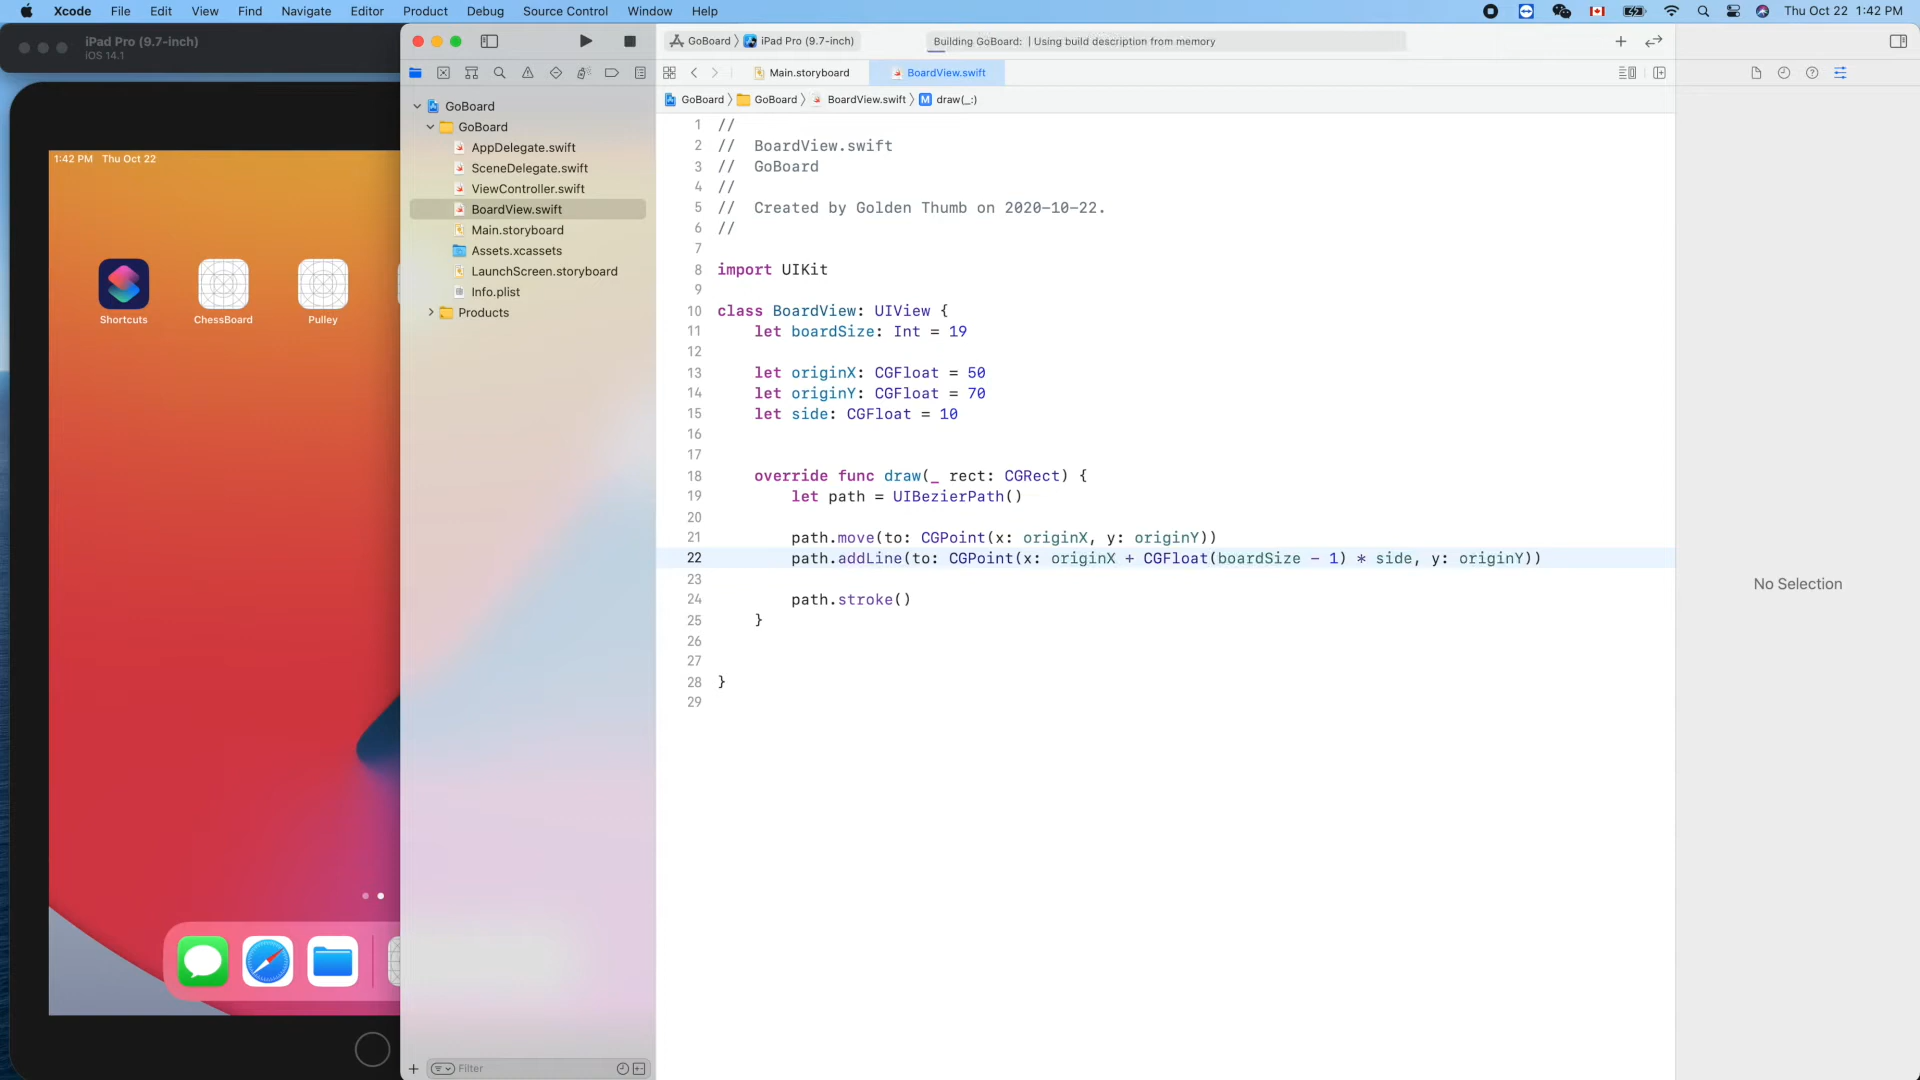 Xcode File Edit View Find Navigate Editor Product Debug Source Control Window Help
Thu Oct 22 1:42 PM
iPad Pro (9.7-inch)
iOS 14.1
1:42 PM Thu Oct 22
Shortcuts
ChessBoard
Pulley
GoBoard
GoBoard
AppDelegate.swift
SceneDelegate.swift
ViewController.swift
BoardView.swift
Main.storyboard
Assets.xcassets
LaunchScreen.storyboard
Info.plist
Products
Filter
GoBoard iPad Pro (9.7-inch)
Building GoBoard: | Using build description from memory
Main.storyboard
BoardView.swift
GoBoard GoBoard BoardView.swift M draw(_:)
1 //
2 // BoardView.swift
3 // GoBoard
4 //
5 // Created by Golden Thumb on 2020-10-22.
6 //
7
8 import UIKit
9
10 class BoardView: UIView {
11 let boardSize: Int = 19
12
13 let originX: CGFloat = 50
14 let originY: CGFloat = 70
15 let side: CGFloat = 10
16
17
18 override func draw(_ rect: CGRect) {
19 let path = UIBezierPath()
20
21 path.move(to: CGPoint(x: originX, y: originY))
22 path.addLine(to: CGPoint(x: originX + CGFloat(boardSize - 1) * side, y: originY))
23
24 path.stroke()
25 }
26
27
28 }
29
No Selection